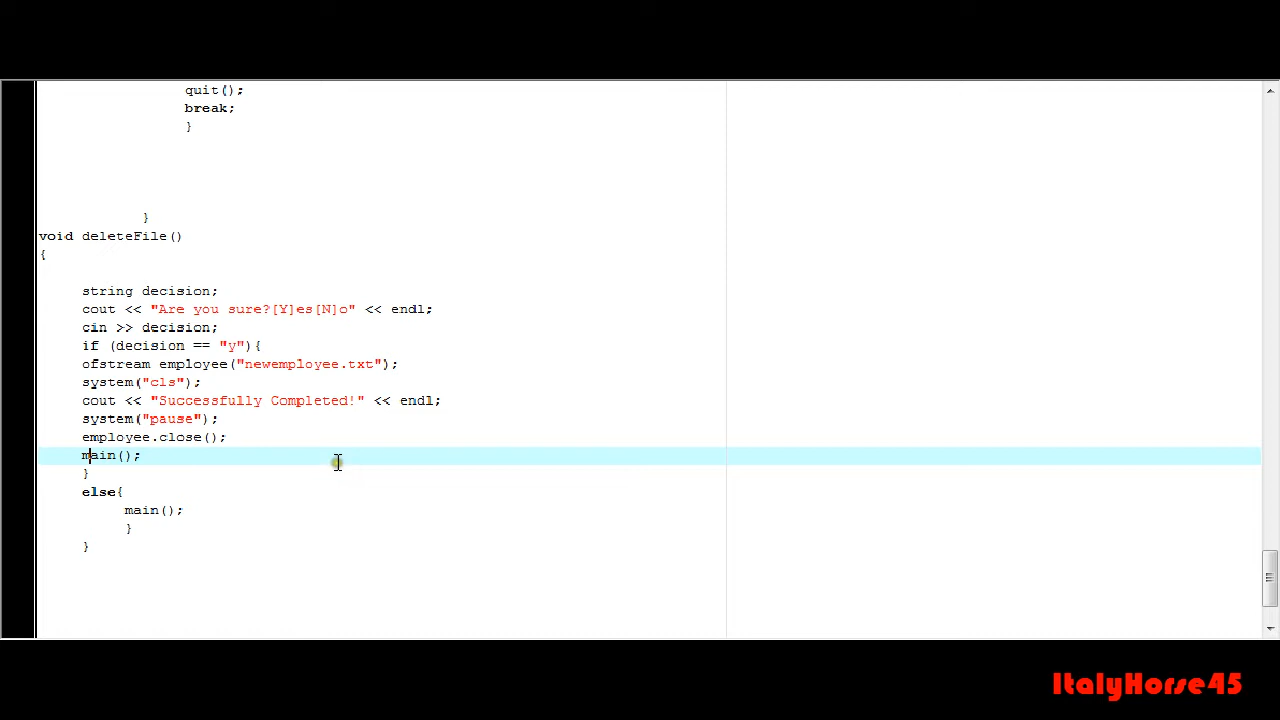 quit();
break;
}
}
void deleteFile()
{
string decision;
cout << "Are you sure?[Y]es[N]o" << endl;
cin >> decision;
if (decision == "y"){
ofstream employee("newemployee.txt");
system("cls");
cout << "Successfully Completed!" << endl;
system("pause");
employee.close();
main();
}
else{
main();
}
}
ItalyHorse45